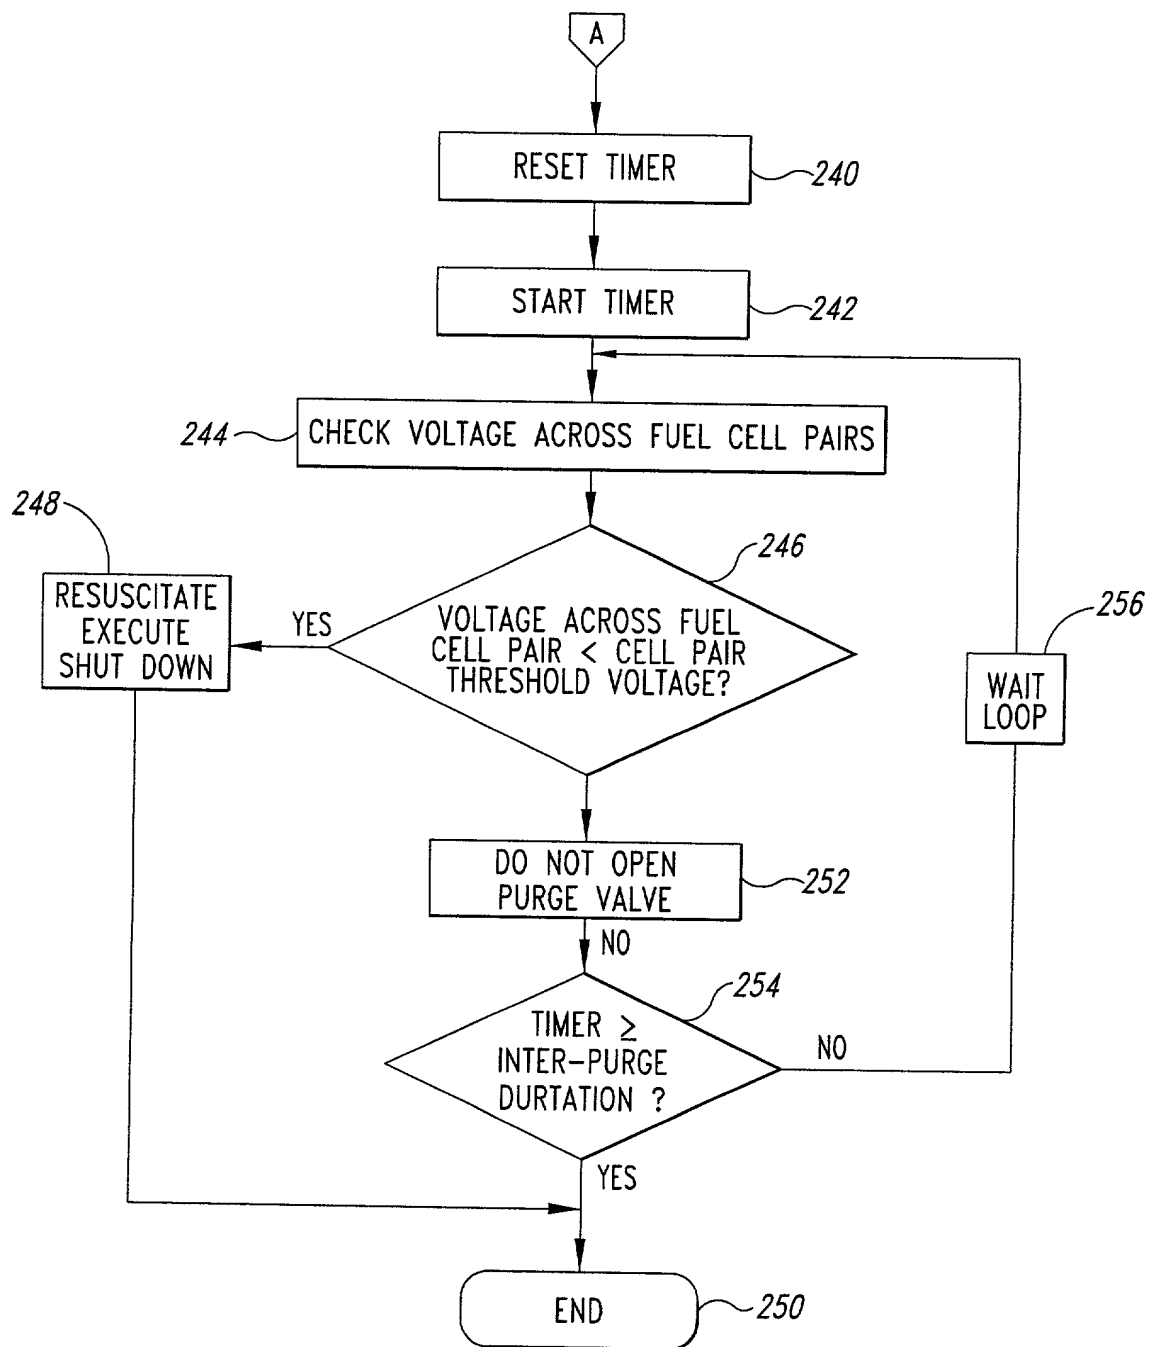 A
RESET TIMER
240
START TIMER
242
244
CHECK VOLTAGE ACROSS FUEL CELL PAIRS
248
246
RESUSCITATE
EXECUTE
SHUT DOWN
YES
VOLTAGE ACROSS FUEL
CELL PAIR < CELL PAIR
THRESHOLD VOLTAGE?
256
WAIT
LOOP
DO NOT OPEN
PURGE VALVE
252
NO
254
TIMER ≥
INTER-PURGE
DURTATION ?
NO
YES
END
250